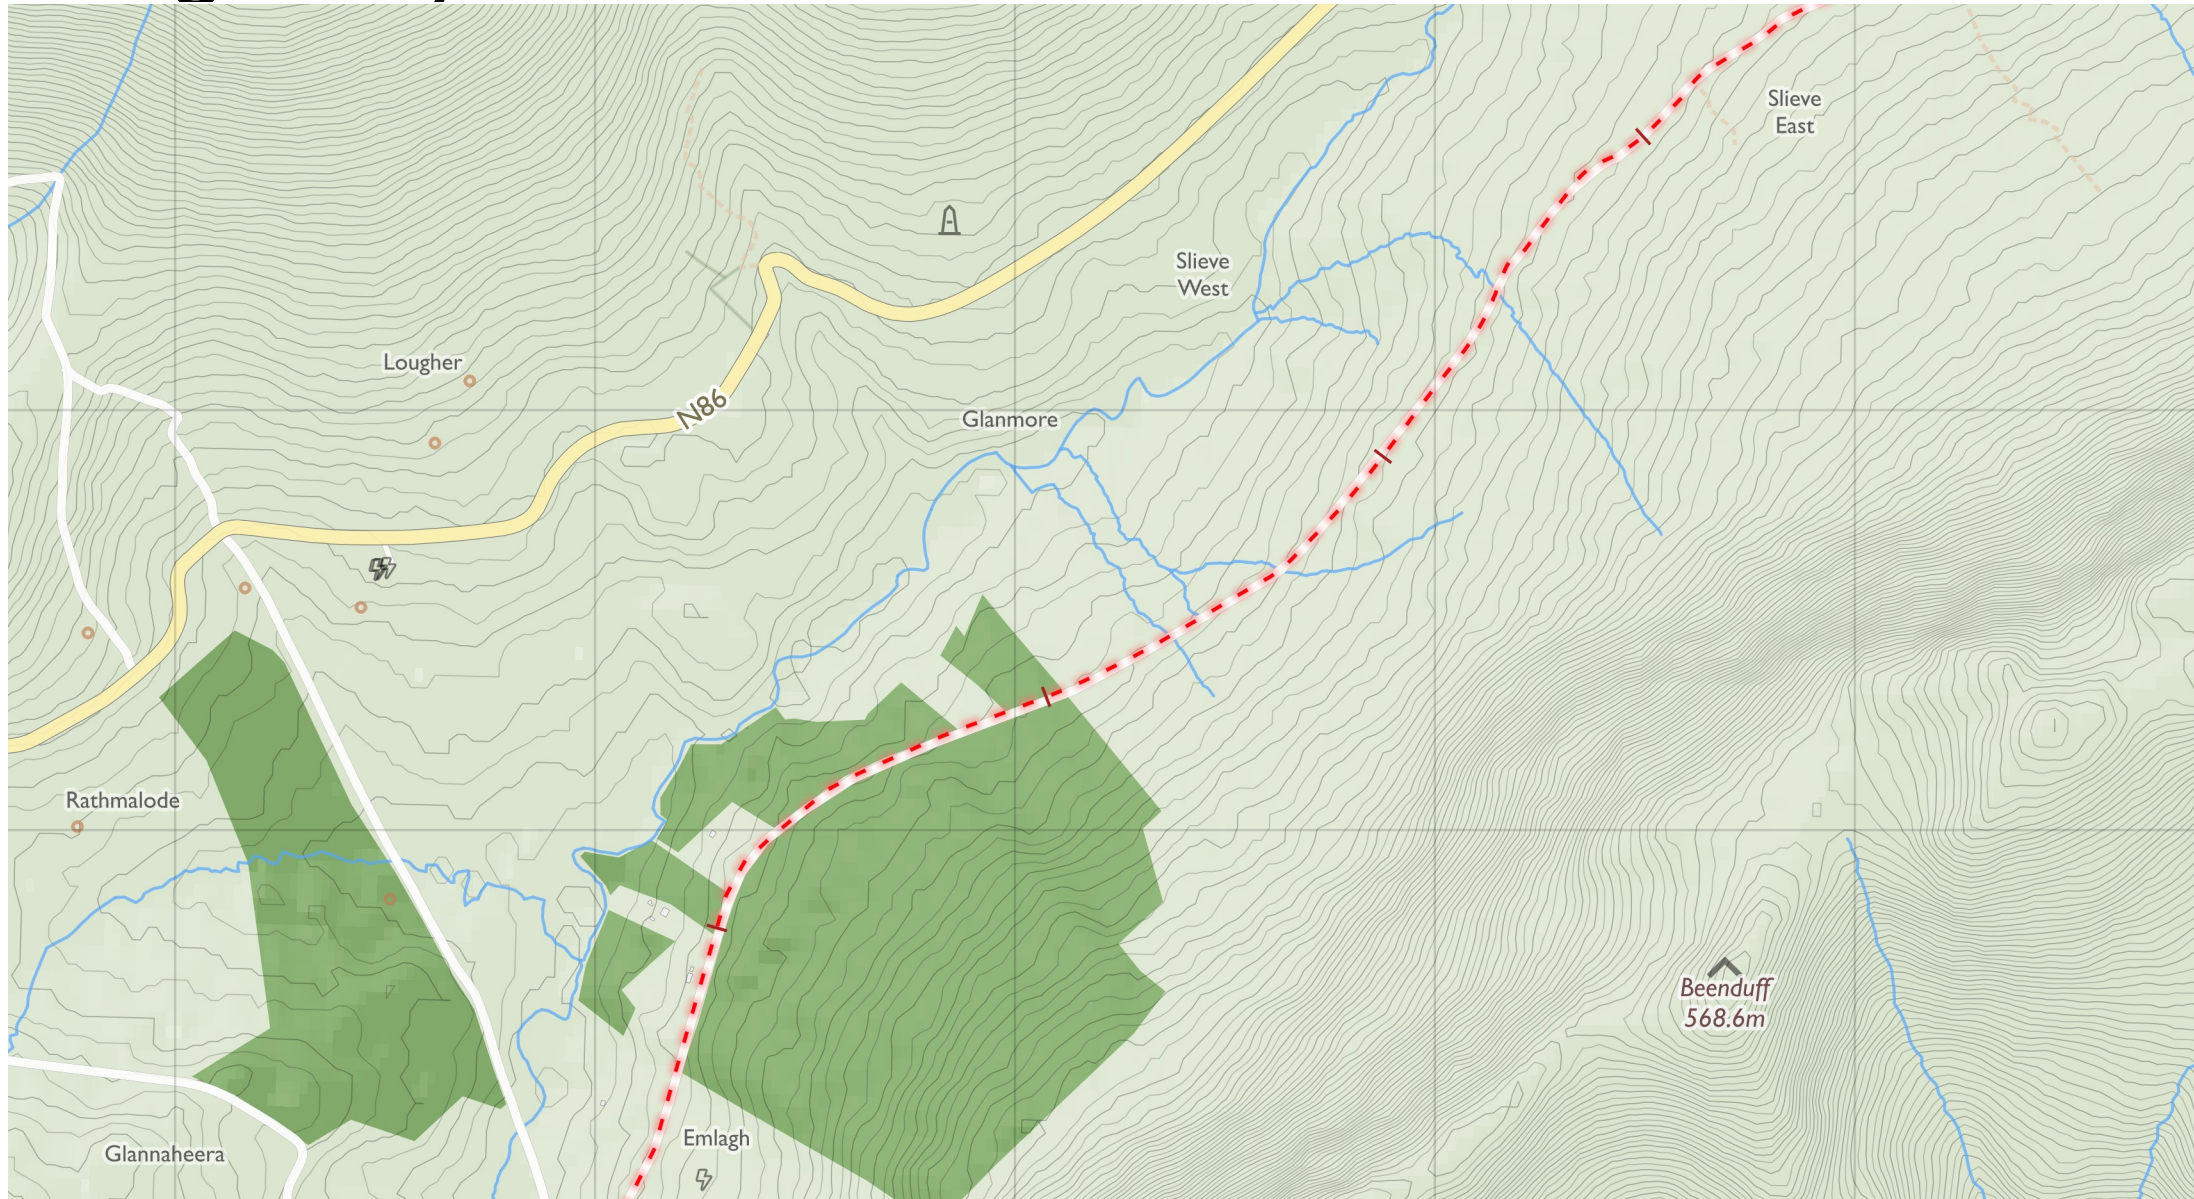 Slieve
East
Slieve
West
Lougher
N86
Glanmore
Rathmalode
Beenduff
568.6m
Emlagh
Glannaheera